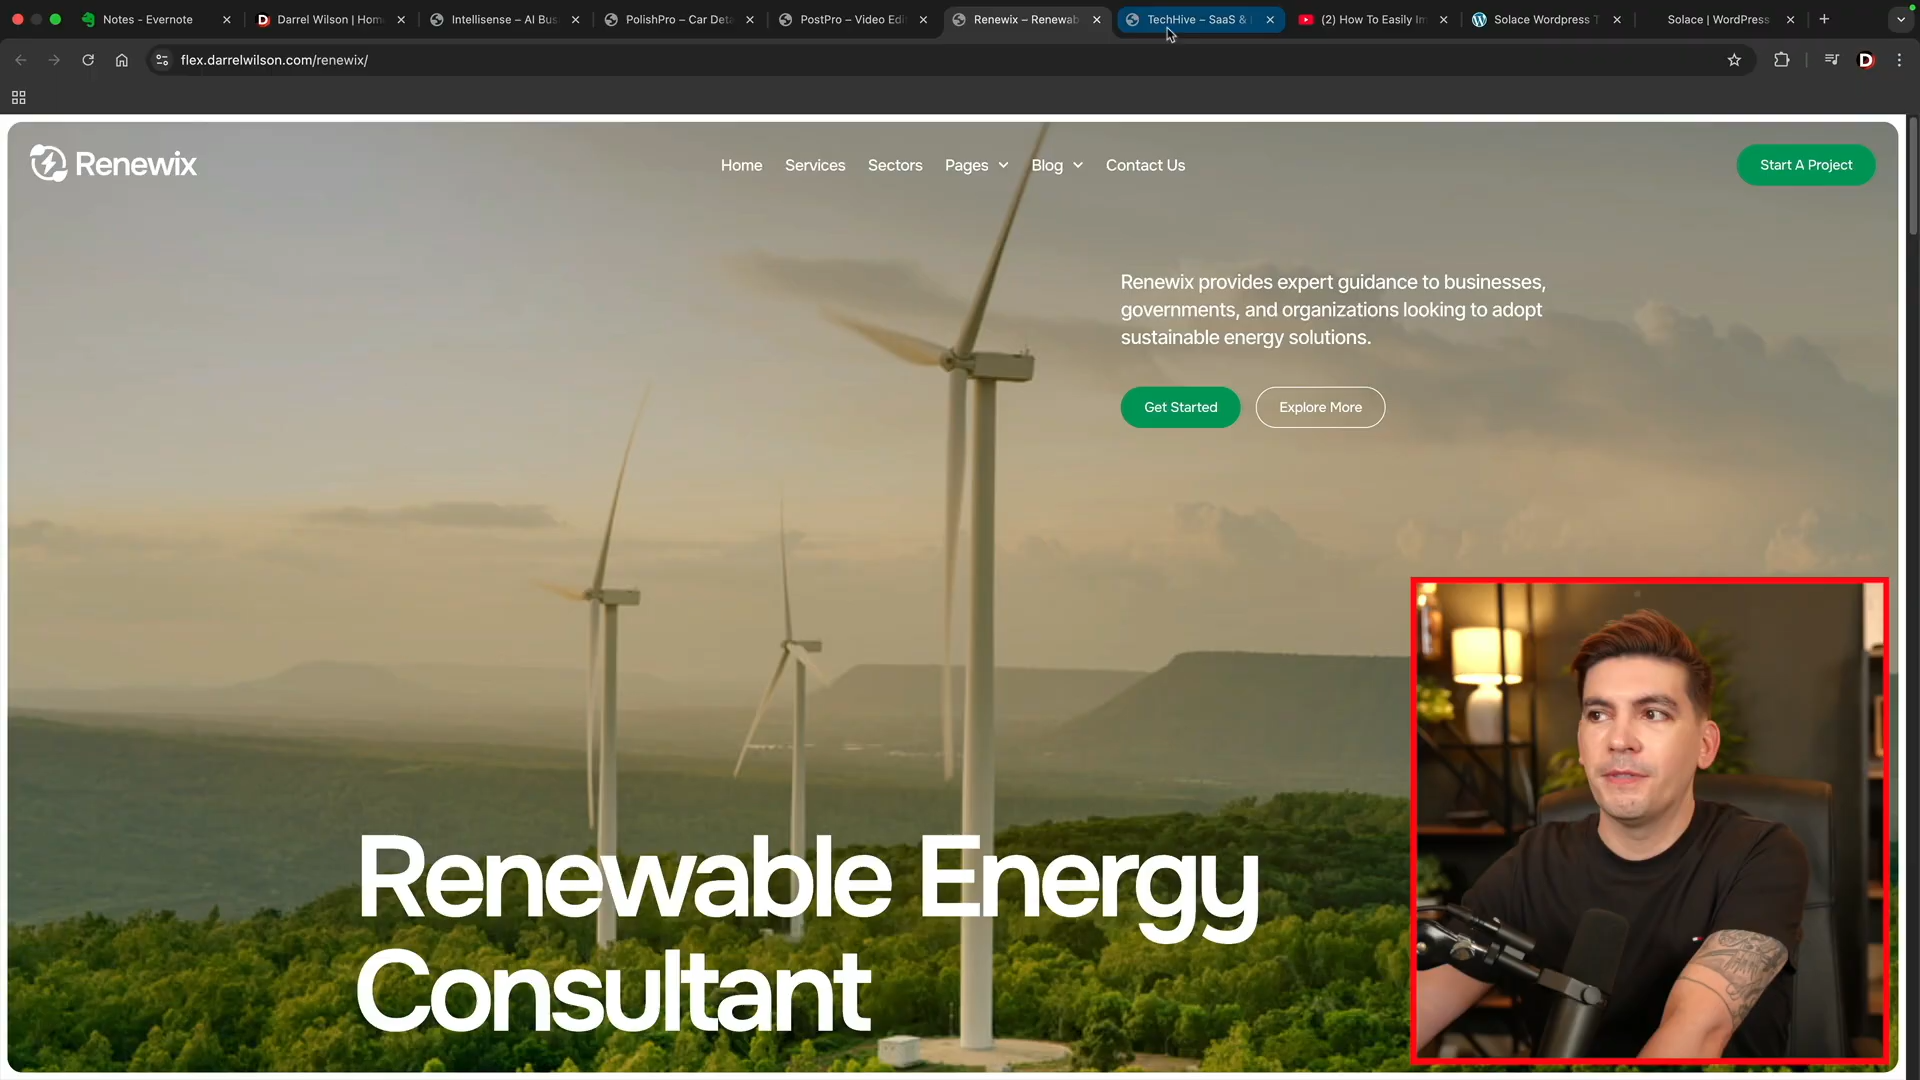 Notes - Evernote
Darrel Wilson | Hom
Intellisense – AI Bus
PolishPro – Car Deta
PostPro – Video Edi
Renewix – Renewab
TechHive – SaaS &
(2) How To Easily Im
Solace Wordpress T
Solace | WordPress
flex.darrelwilson.com/renewix/
Renewix
Home
Services
Sectors
Pages
Blog
Contact Us
Start A Project
Renewix provides expert guidance to businesses,
governments, and organizations looking to adopt
sustainable energy solutions.
Get Started
Explore More
Renewable Energy
Consultant